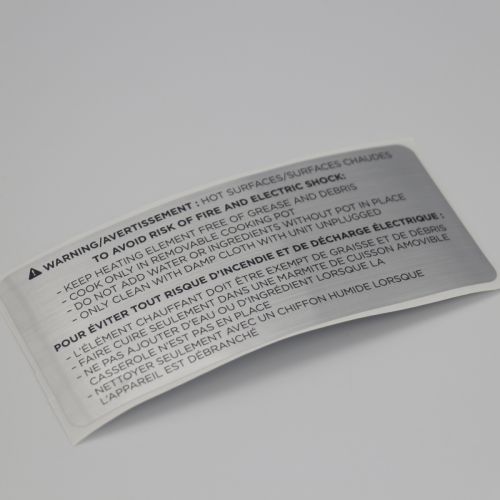 WARNING/AVERTISSEMENT : HOT SURFACES/SURFACES CHAUDES
TO AVOID RISK OF FIRE AND ELECTRIC SHOCK:
- KEEP HEATING ELEMENT FREE OF GREASE AND DEBRIS
- COOK ONLY IN REMOVABLE COOKING POT
- DO NOT ADD WATER OR INGREDIENTS WITHOUT POT IN PLACE
- ONLY CLEAN WITH DAMP CLOTH WITH UNIT UNPLUGGED
POUR ÉVITER TOUT RISQUE D'INCENDIE ET DE DÉCHARGE ÉLECTRIQUE :
- L'ÉLÉMENT CHAUFFANT DOIT ÊTRE EXEMPT DE GRAISSE ET DE DÉBRIS
- FAIRE CUIRE SEULEMENT DANS UNE MARMITE DE CUISSON AMOVIBLE
- NE PAS AJOUTER D'EAU OU D'INGRÉDIENT LORSQUE LA
CASSEROLE N'EST PAS EN PLACE
- NETTOYER SEULEMENT AVEC UN CHIFFON HUMIDE LORSQUE
L'APPAREIL EST DÉBRANCHÉ